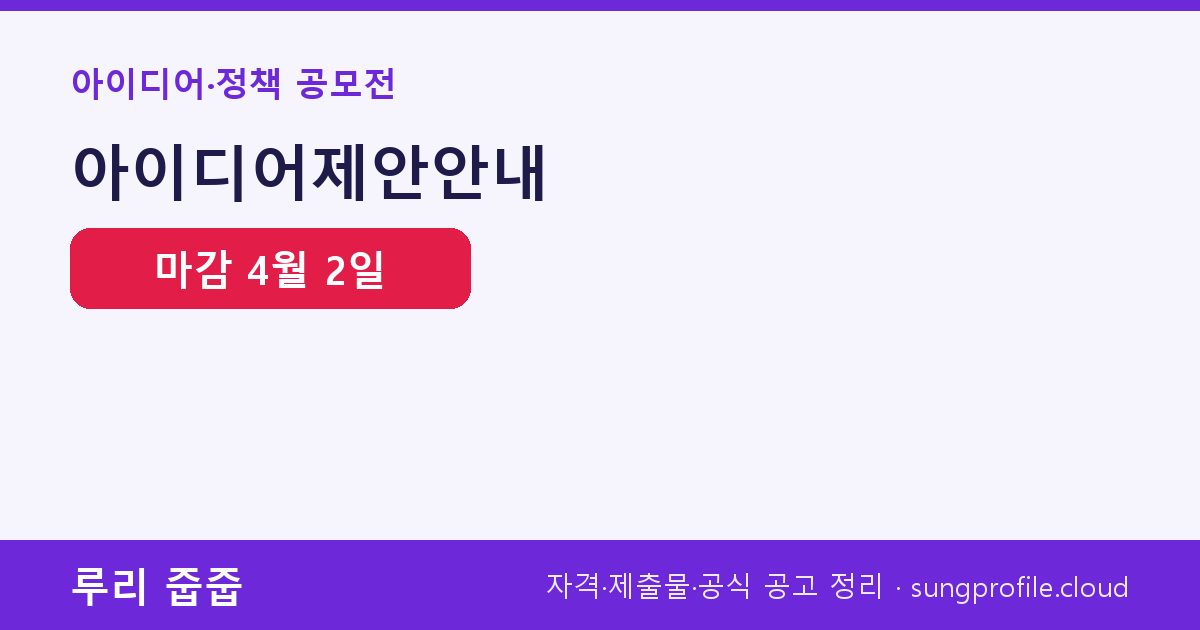 아이디어·정책 공모전
아이디어제안안내
마감 4월 2일
루리 줍줍
자격·제출물·공식 공고 정리 · sungprofile.cloud